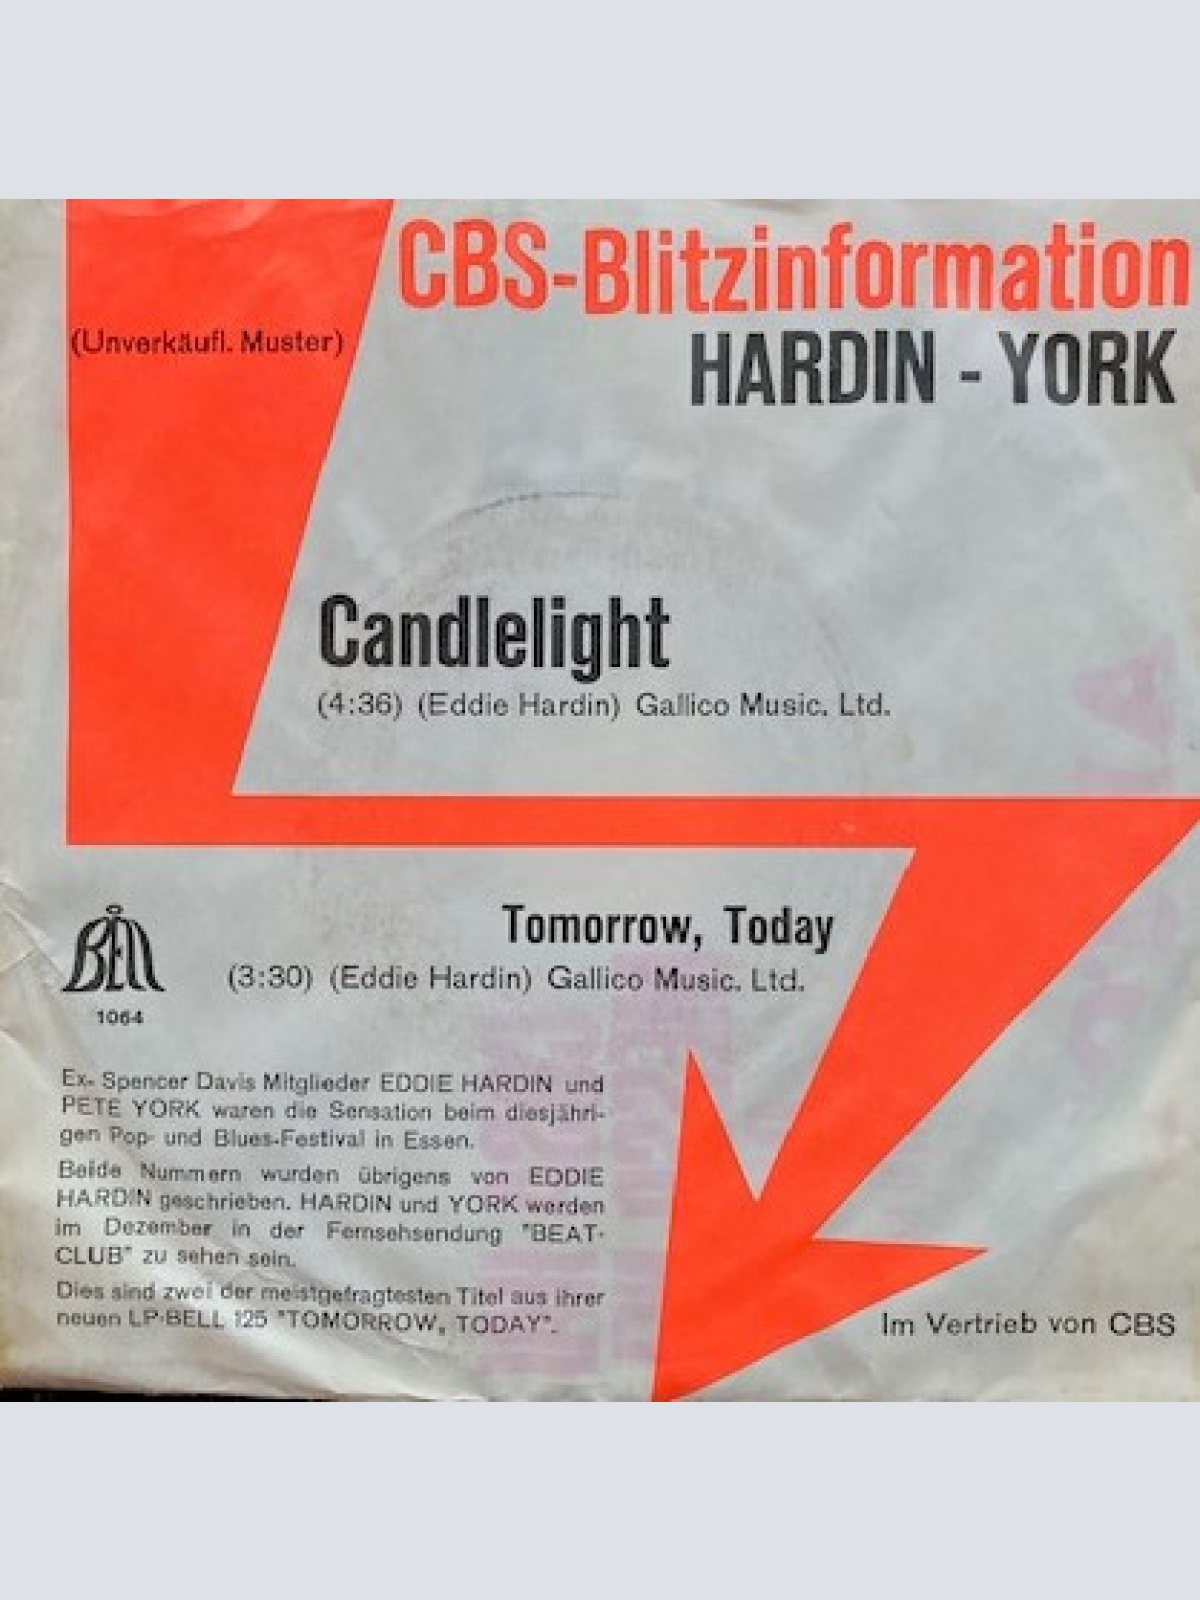 CBS-Blitzinformation
(Unverkäufl. Muster)
HARDIN - YORK
Candlelight
(4:36) (Eddie Hardin) Gallico Music. Ltd.
BELL
1064
Tomorrow, Today
(3:30) (Eddie Hardin) Gallico Music. Ltd.
Ex- Spencer Davis Mitglieder EDDIE HARDIN und
PETE YORK waren die Sensation beim diesjähri-
gen Pop- und Blues-Festival in Essen.
Beide Nummern wurden übrigens von EDDIE
HARDIN geschrieben. HARDIN und YORK werden
im Dezember in der Fernsehsendung "BEAT-
CLUB" zu sehen sein.
Dies sind zwei der meistgefragtesten Titel aus ihrer
neuen LP-BELL 125 "TOMORROW, TODAY".
Im Vertrieb von CBS